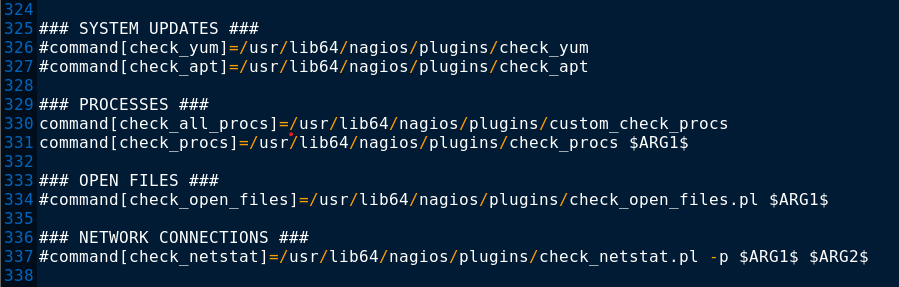 324
325 ### SYSTEM UPDATES ###
326 #command[check_yum]=/usr/lib64/nagios/plugins/check_yum
327 #command[check_apt]=/usr/lib64/nagios/plugins/check_apt
328
329 ### PROCESSES ###
330 command[check_all_procs]=/usr/lib64/nagios/plugins/custom_check_procs
331 command[check_procs]=/usr/lib64/nagios/plugins/check_procs $ARG1$
332
333 ### OPEN FILES ###
334 #command[check_open_files]=/usr/lib64/nagios/plugins/check_open_files.pl $ARG1$
335
336 ### NETWORK CONNECTIONS ###
337 #command[check_netstat]=/usr/lib64/nagios/plugins/check_netstat.pl -p $ARG1$ $ARG2$
338